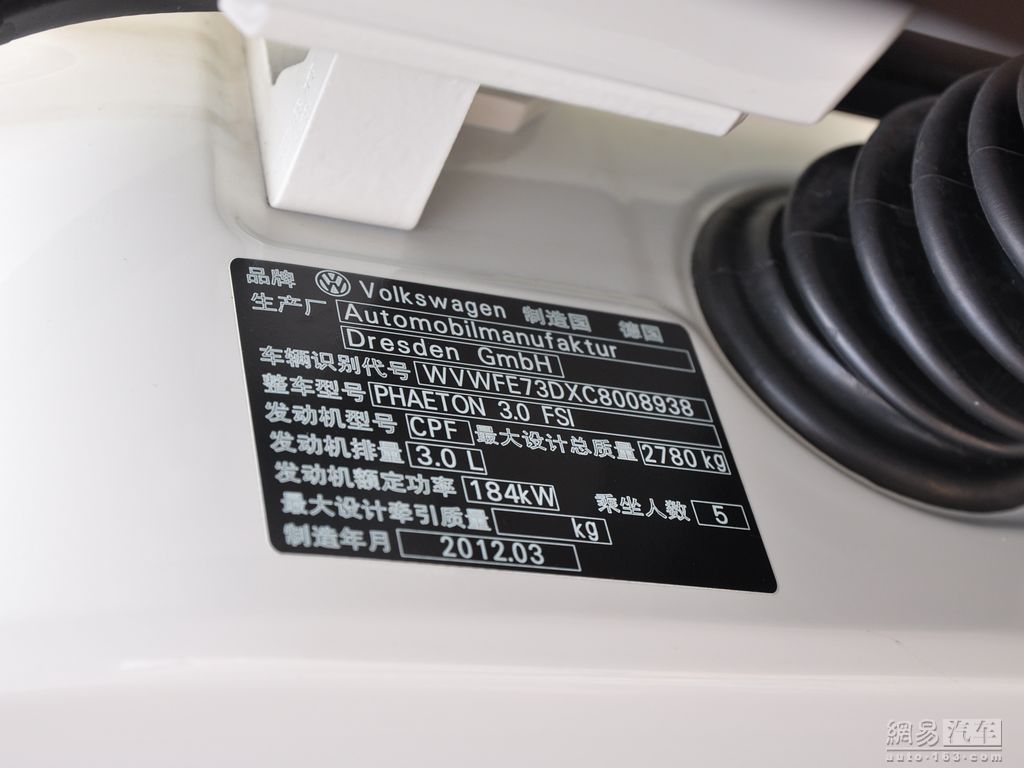 品牌 Volkswagen 制造国 德国
生产厂 Automobilmanufaktur
Dresden GmbH
车辆识别代号 WVWFE73DXC8008938
整车型号 PHAETON 3.0 FSI
发动机型号 CPF 最大设计总质量 2780 kg
发动机排量 3.0 L
发动机额定功率 184kW 乘坐人数 5
最大设计牵引质量 kg
制造年月 2012.03
網易 汽车
auto·163.com